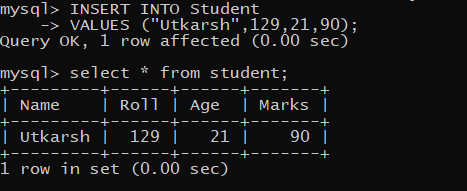 mysql> INSERT INTO Student
    -> VALUES ("Utkarsh",129,21,90);
Query OK, 1 row affected (0.00 sec)
mysql> select * from student;
+---------+------+------+-------+
| Name    | Roll | Age  | Marks |
+---------+------+------+-------+
| Utkarsh |  129 |   21 |    90 |
+---------+------+------+-------+
1 row in set (0.00 sec)